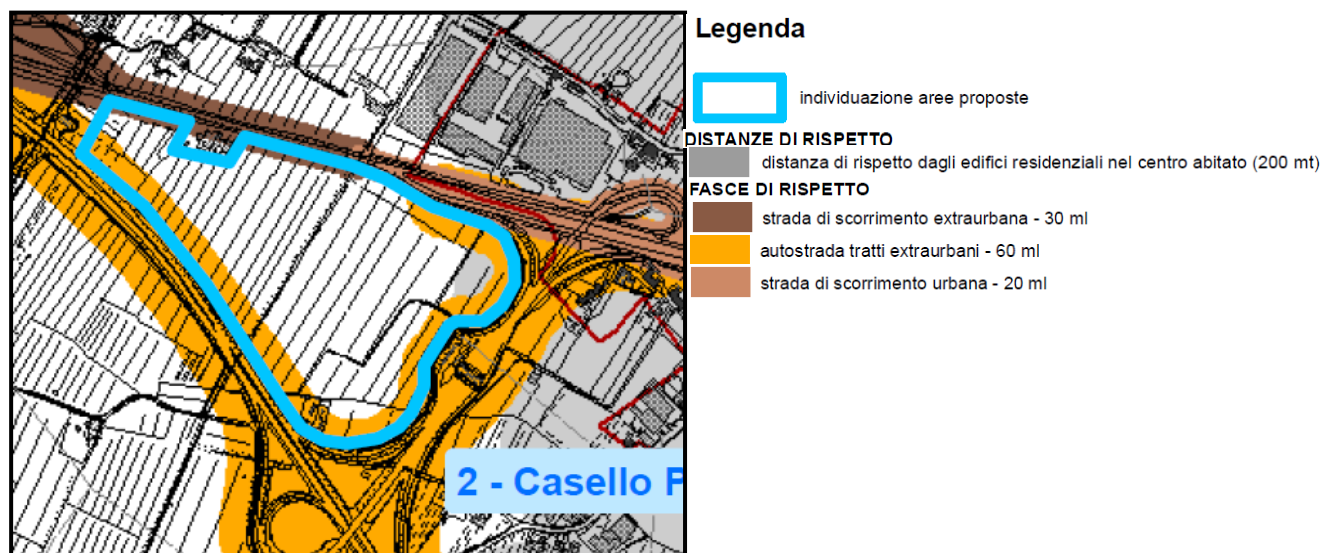 Legenda
individuazione aree proposte
DISTANZE DI RISPETTO
distanza di rispetto dagli edifici residenziali nel centro abitato (200 mt)
FASCE DI RISPETTO
strada di scorrimento extraurbana - 30 ml
autostrada tratti extraurbani - 60 ml
strada di scorrimento urbana - 20 ml
2 - Casello P